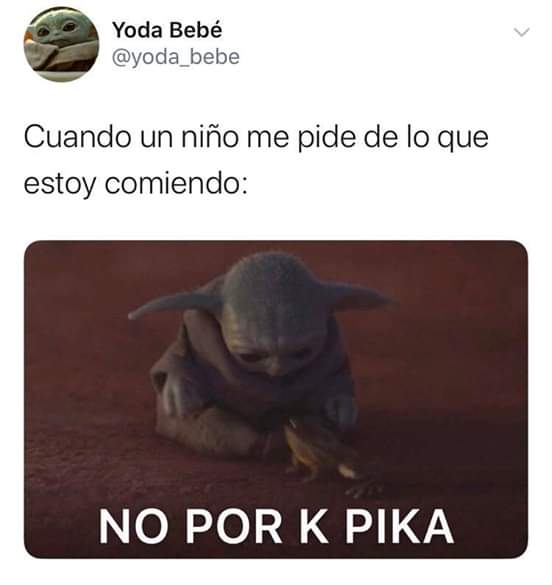 Yoda Bebé
@yoda_bebe
Cuando un niño me pide de lo que
estoy comiendo:
NO POR K PIKA